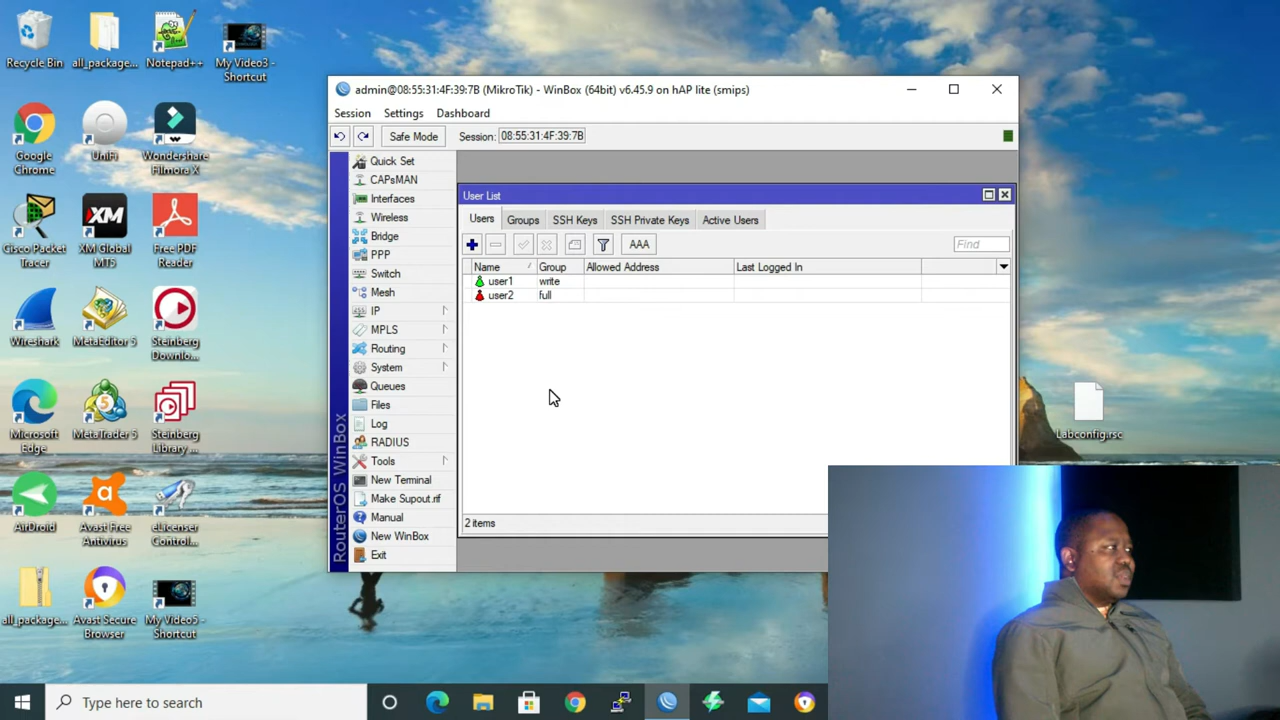 Recycle Bin
all_package...
Notepad++
My Video3 -
Shortcut
Google
Chrome
UniFi
Wondershare
Filmora X
Cisco Packet
Tracer
XM Global
MT5
Free PDF
Reader
Wireshark
MetaEditor 5
Steinberg
Downlo...
Microsoft
Edge
MetaTrader 5
Steinberg
Library ...
AirDroid
Avast Free
Antivirus
eLicenser
Control...
all_package...
Avast Secure
Browser
My Video5 -
Shortcut
XM
admin@08:55:31:4F:39:7B (MikroTik) - WinBox (64bit) v6.45.9 on hAP lite (smips)
Session Settings Dashboard
Safe Mode Session: 08:55:31:4F:39:7B
RouterOS WinBox
Quick Set
CAPsMAN
Interfaces
Wireless
Bridge
PPP
Switch
Mesh
IP
MPLS
Routing
System
Queues
Files
Log
RADIUS
Tools
New Terminal
Make Supout.rif
Manual
New WinBox
Exit
User List
Users Groups SSH Keys SSH Private Keys Active Users
AAA Find
Name Group Allowed Address Last Logged In
user1 write
user2 full
2 items
Labconfig.rsc
Type here to search